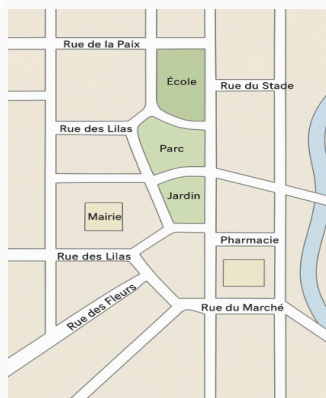 Rue de la Paix
École
Rue du Stade
Rue des Lilas
Parc
Jardin
Mairie
Pharmacie
Rue des Lilas
Rue des Fleurs
Rue du Marché